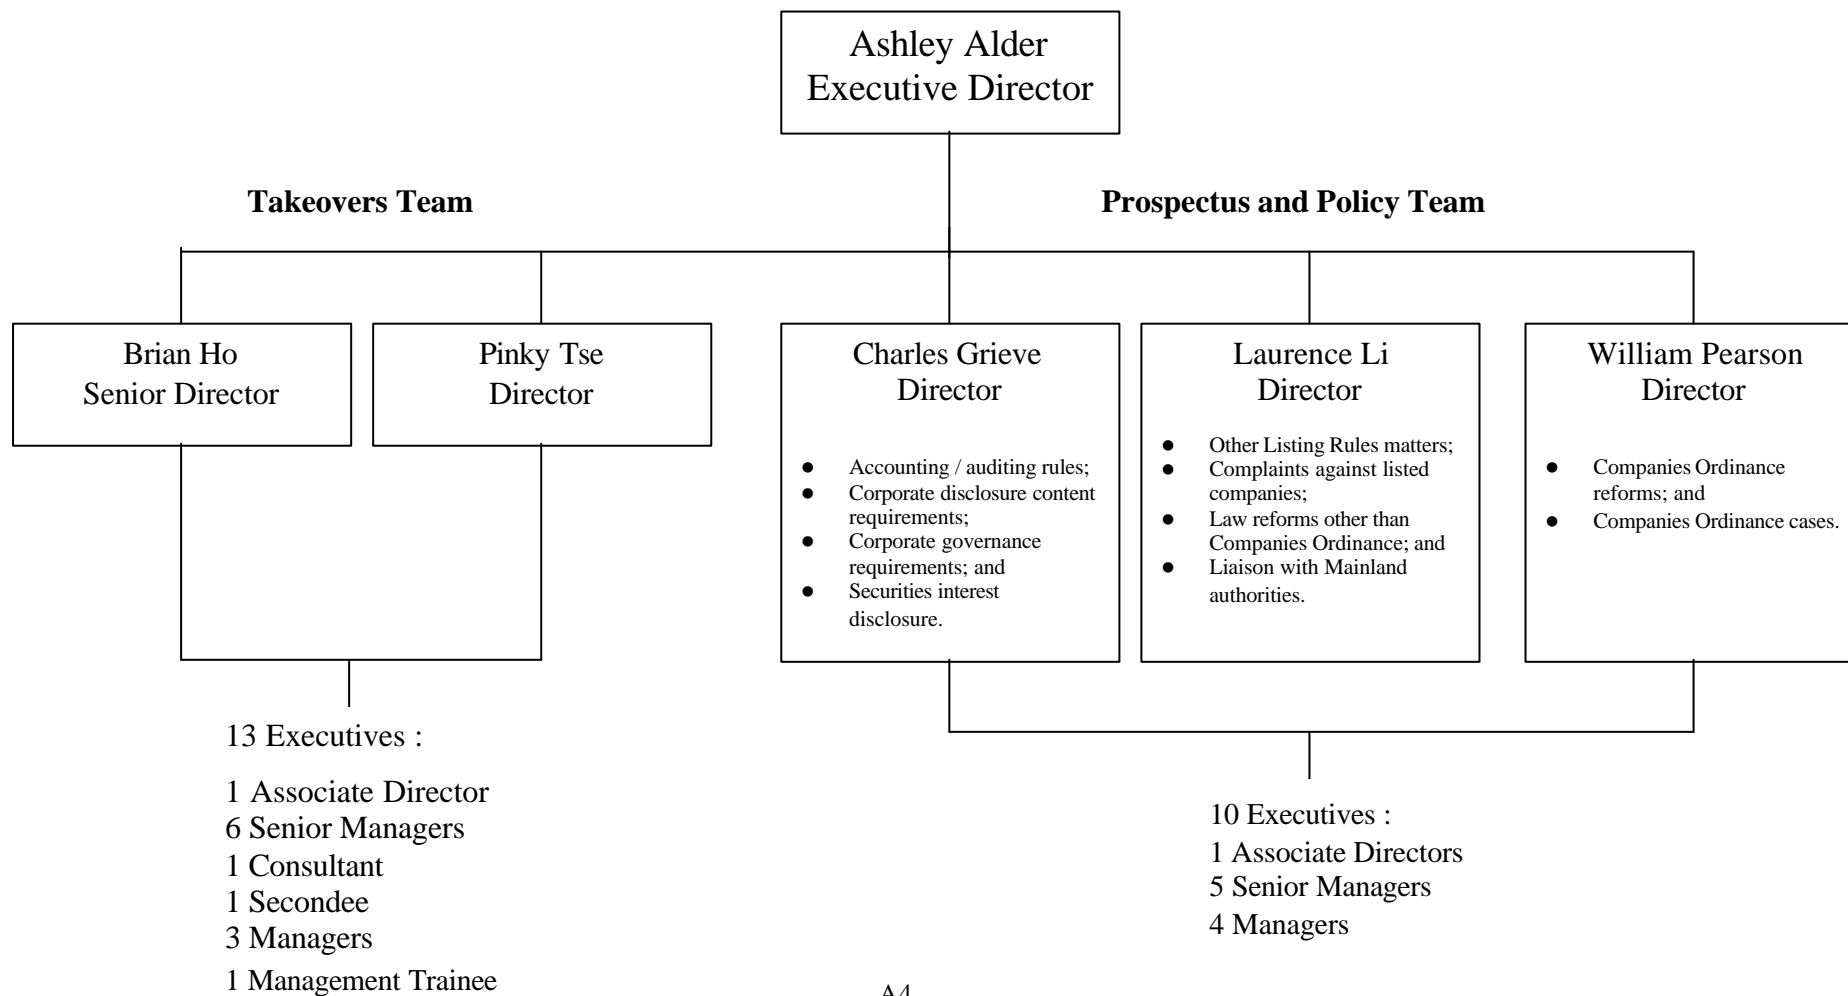 Ashley Alder
Executive Director
Takeovers Team
Prospectus and Policy Team
Brian Ho
Senior Director
Pinky Tse
Director
Charles Grieve
Director
● Accounting / auditing rules;
● Corporate disclosure content
requirements;
● Corporate governance
requirements; and
● Securities interest
disclosure.
Laurence Li
Director
● Other Listing Rules matters;
● Complaints against listed
companies;
● Law reforms other than
Companies Ordinance; and
● Liaison with Mainland
authorities.
William Pearson
Director
● Companies Ordinance
reforms; and
● Companies Ordinance cases.
13 Executives :
1 Associate Director
6 Senior Managers
1 Consultant
1 Secondee
3 Managers
1 Management Trainee
10 Executives :
1 Associate Directors
5 Senior Managers
4 Managers
A4